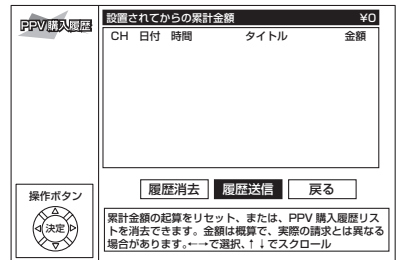 PPV購入履歴
設置されてからの累計金額 ¥0
CH 日付 時間 タイトル 金額
履歴消去 履歴送信 戻る
操作ボタン
決定
累計金額の起算をリセット、または、PPV 購入履歴リス
トを消去できます。金額は概算で、実際の請求とは異なる
場合があります。←→で選択、↑↓でスクロール